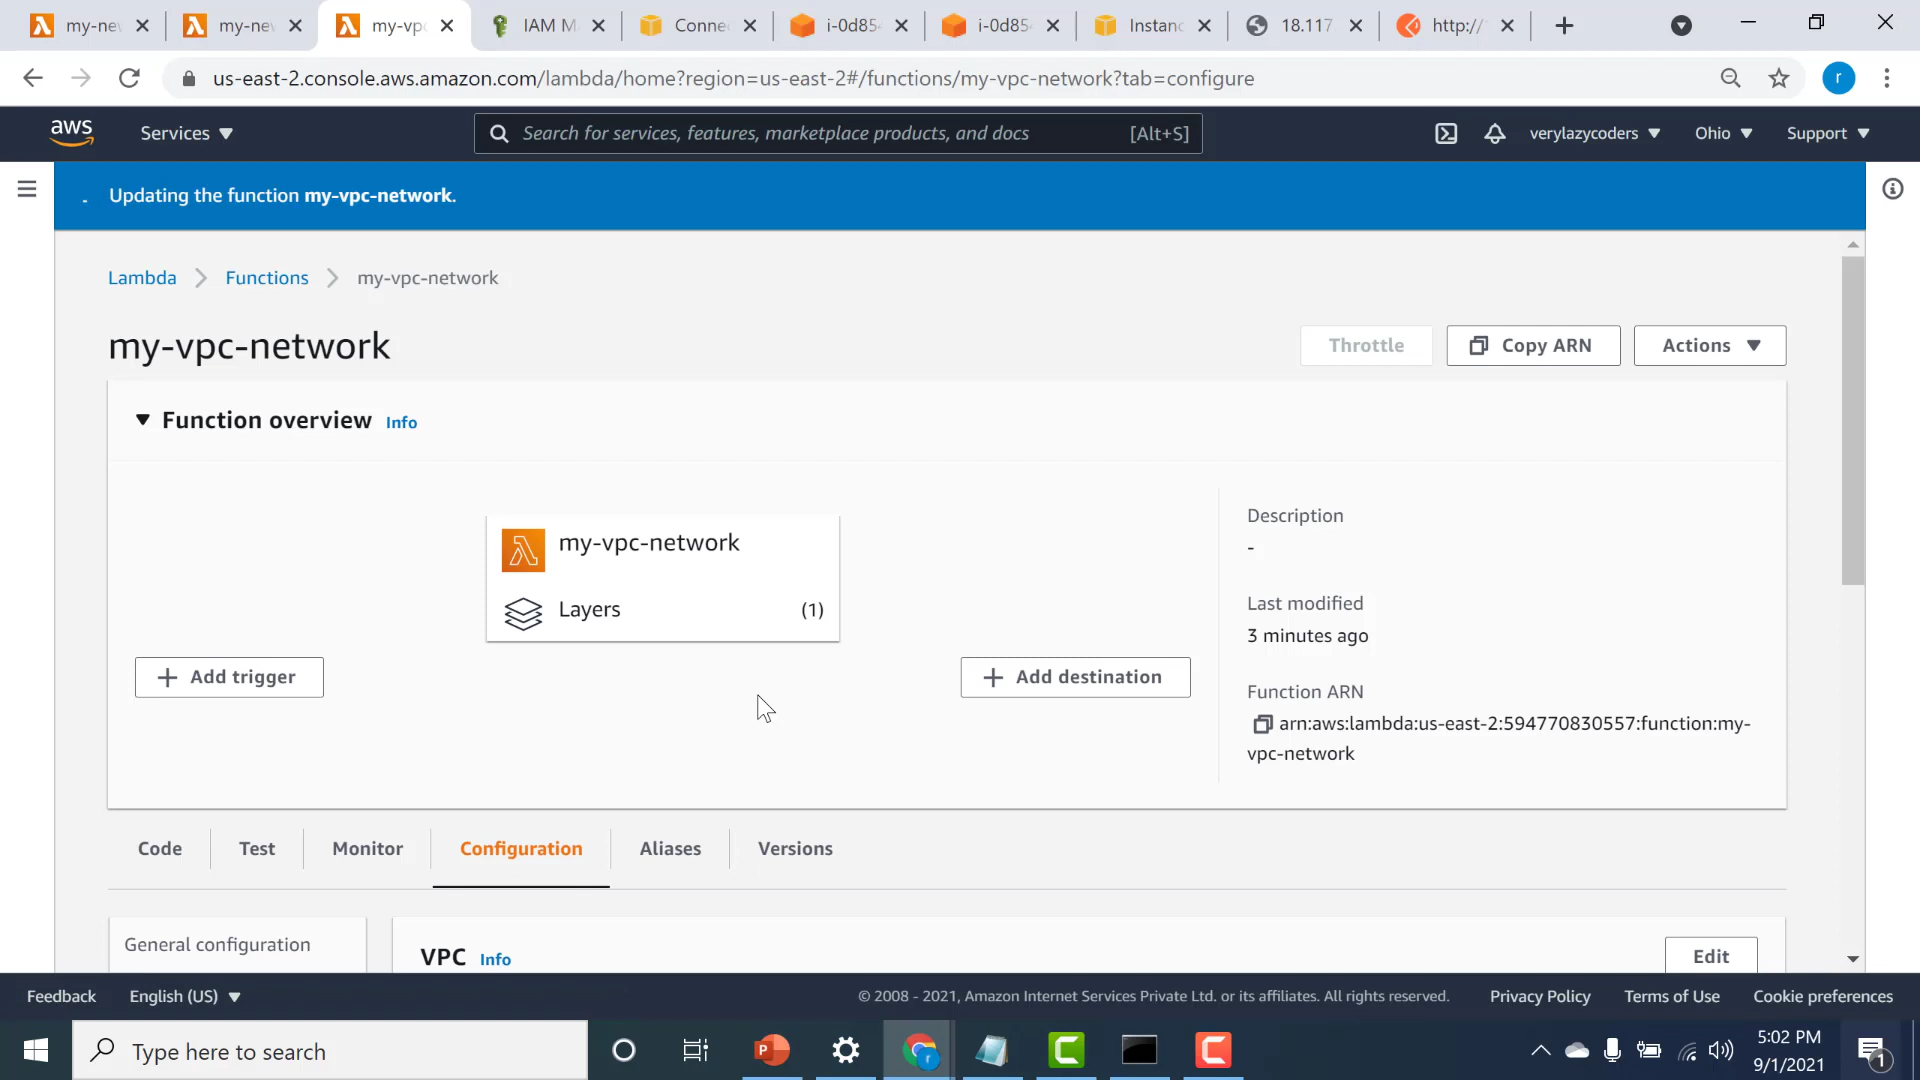 my-nev
my-nev
my-vpc
IAM M
Connec
i-0d854
i-0d854
Instanc
18.117
http://
us-east-2.console.aws.amazon.com/lambda/home?region=us-east-2#/functions/my-vpc-network?tab=configure
r
aws
Services
Search for services, features, marketplace products, and docs
[Alt+S]
verylazycoders
Ohio
Support
Updating the function my-vpc-network.
Lambda
Functions
my-vpc-network
my-vpc-network
Throttle
Copy ARN
Actions
Function overview Info
my-vpc-network
Layers
(1)
Add trigger
Add destination
Description
-
Last modified
3 minutes ago
Function ARN
arn:aws:lambda:us-east-2:594770830557:function:my-
vpc-network
Code
Test
Monitor
Configuration
Aliases
Versions
General configuration
VPC Info
Edit
Feedback
English (US)
© 2008 - 2021, Amazon Internet Services Private Ltd. or its affiliates. All rights reserved.
Privacy Policy
Terms of Use
Cookie preferences
Type here to search
5:02 PM
9/1/2021
1